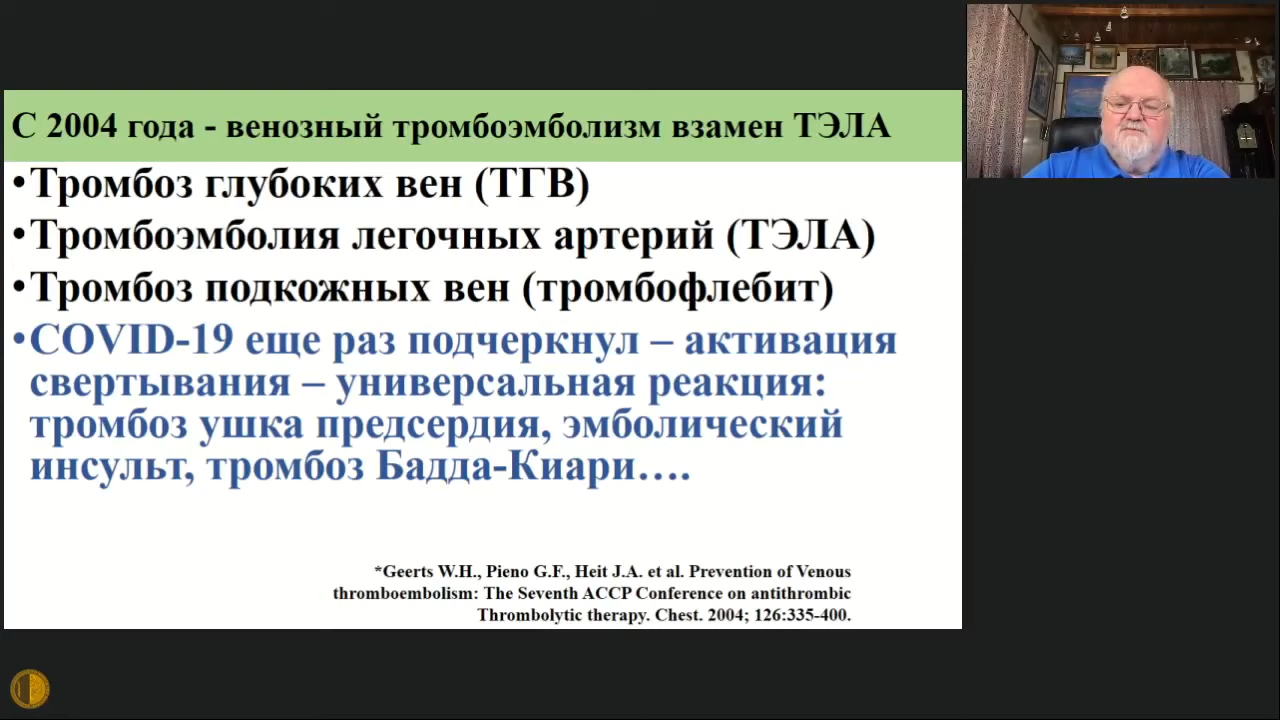 С 2004 года - венозный тромбоэмболизм взамен ТЭЛА
•Тромбоз глубоких вен (ТГВ)
•Тромбоэмболия легочных артерий (ТЭЛА)
•Тромбоз подкожных вен (тромбофлебит)
•COVID-19 еще раз подчеркнул – активация
свертывания – универсальная реакция:
тромбоз ушка предсердия, эмболический
инсульт, тромбоз Бадда-Киари….
*Geerts W.H., Pieno G.F., Heit J.A. et al. Prevention of Venous
thromboembolism: The Seventh ACCP Conference on antithrombic
Thrombolytic therapy. Chest. 2004; 126:335-400.